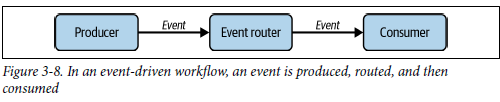 Producer Event Event router Event Consumer
Figure 3-8. In an event-driven workflow, an event is produced, routed, and then
consumed